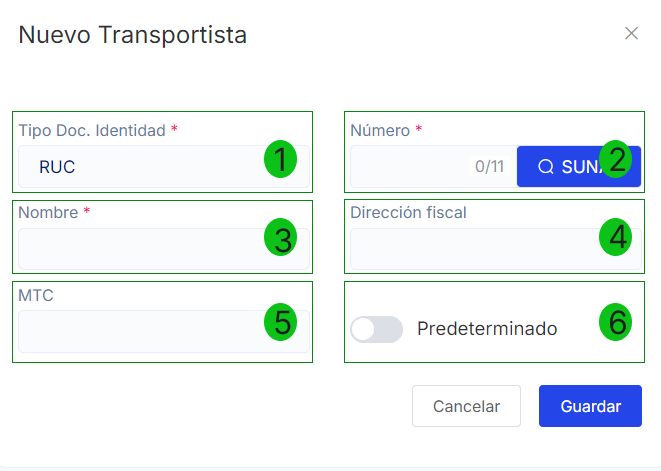 Nuevo Transportista
Tipo Doc. Identidad *
RUC
1
Número *
0/11
2
Nombre *
3
Dirección fiscal
4
MTC
5
Predeterminado
6
Cancelar
Guardar